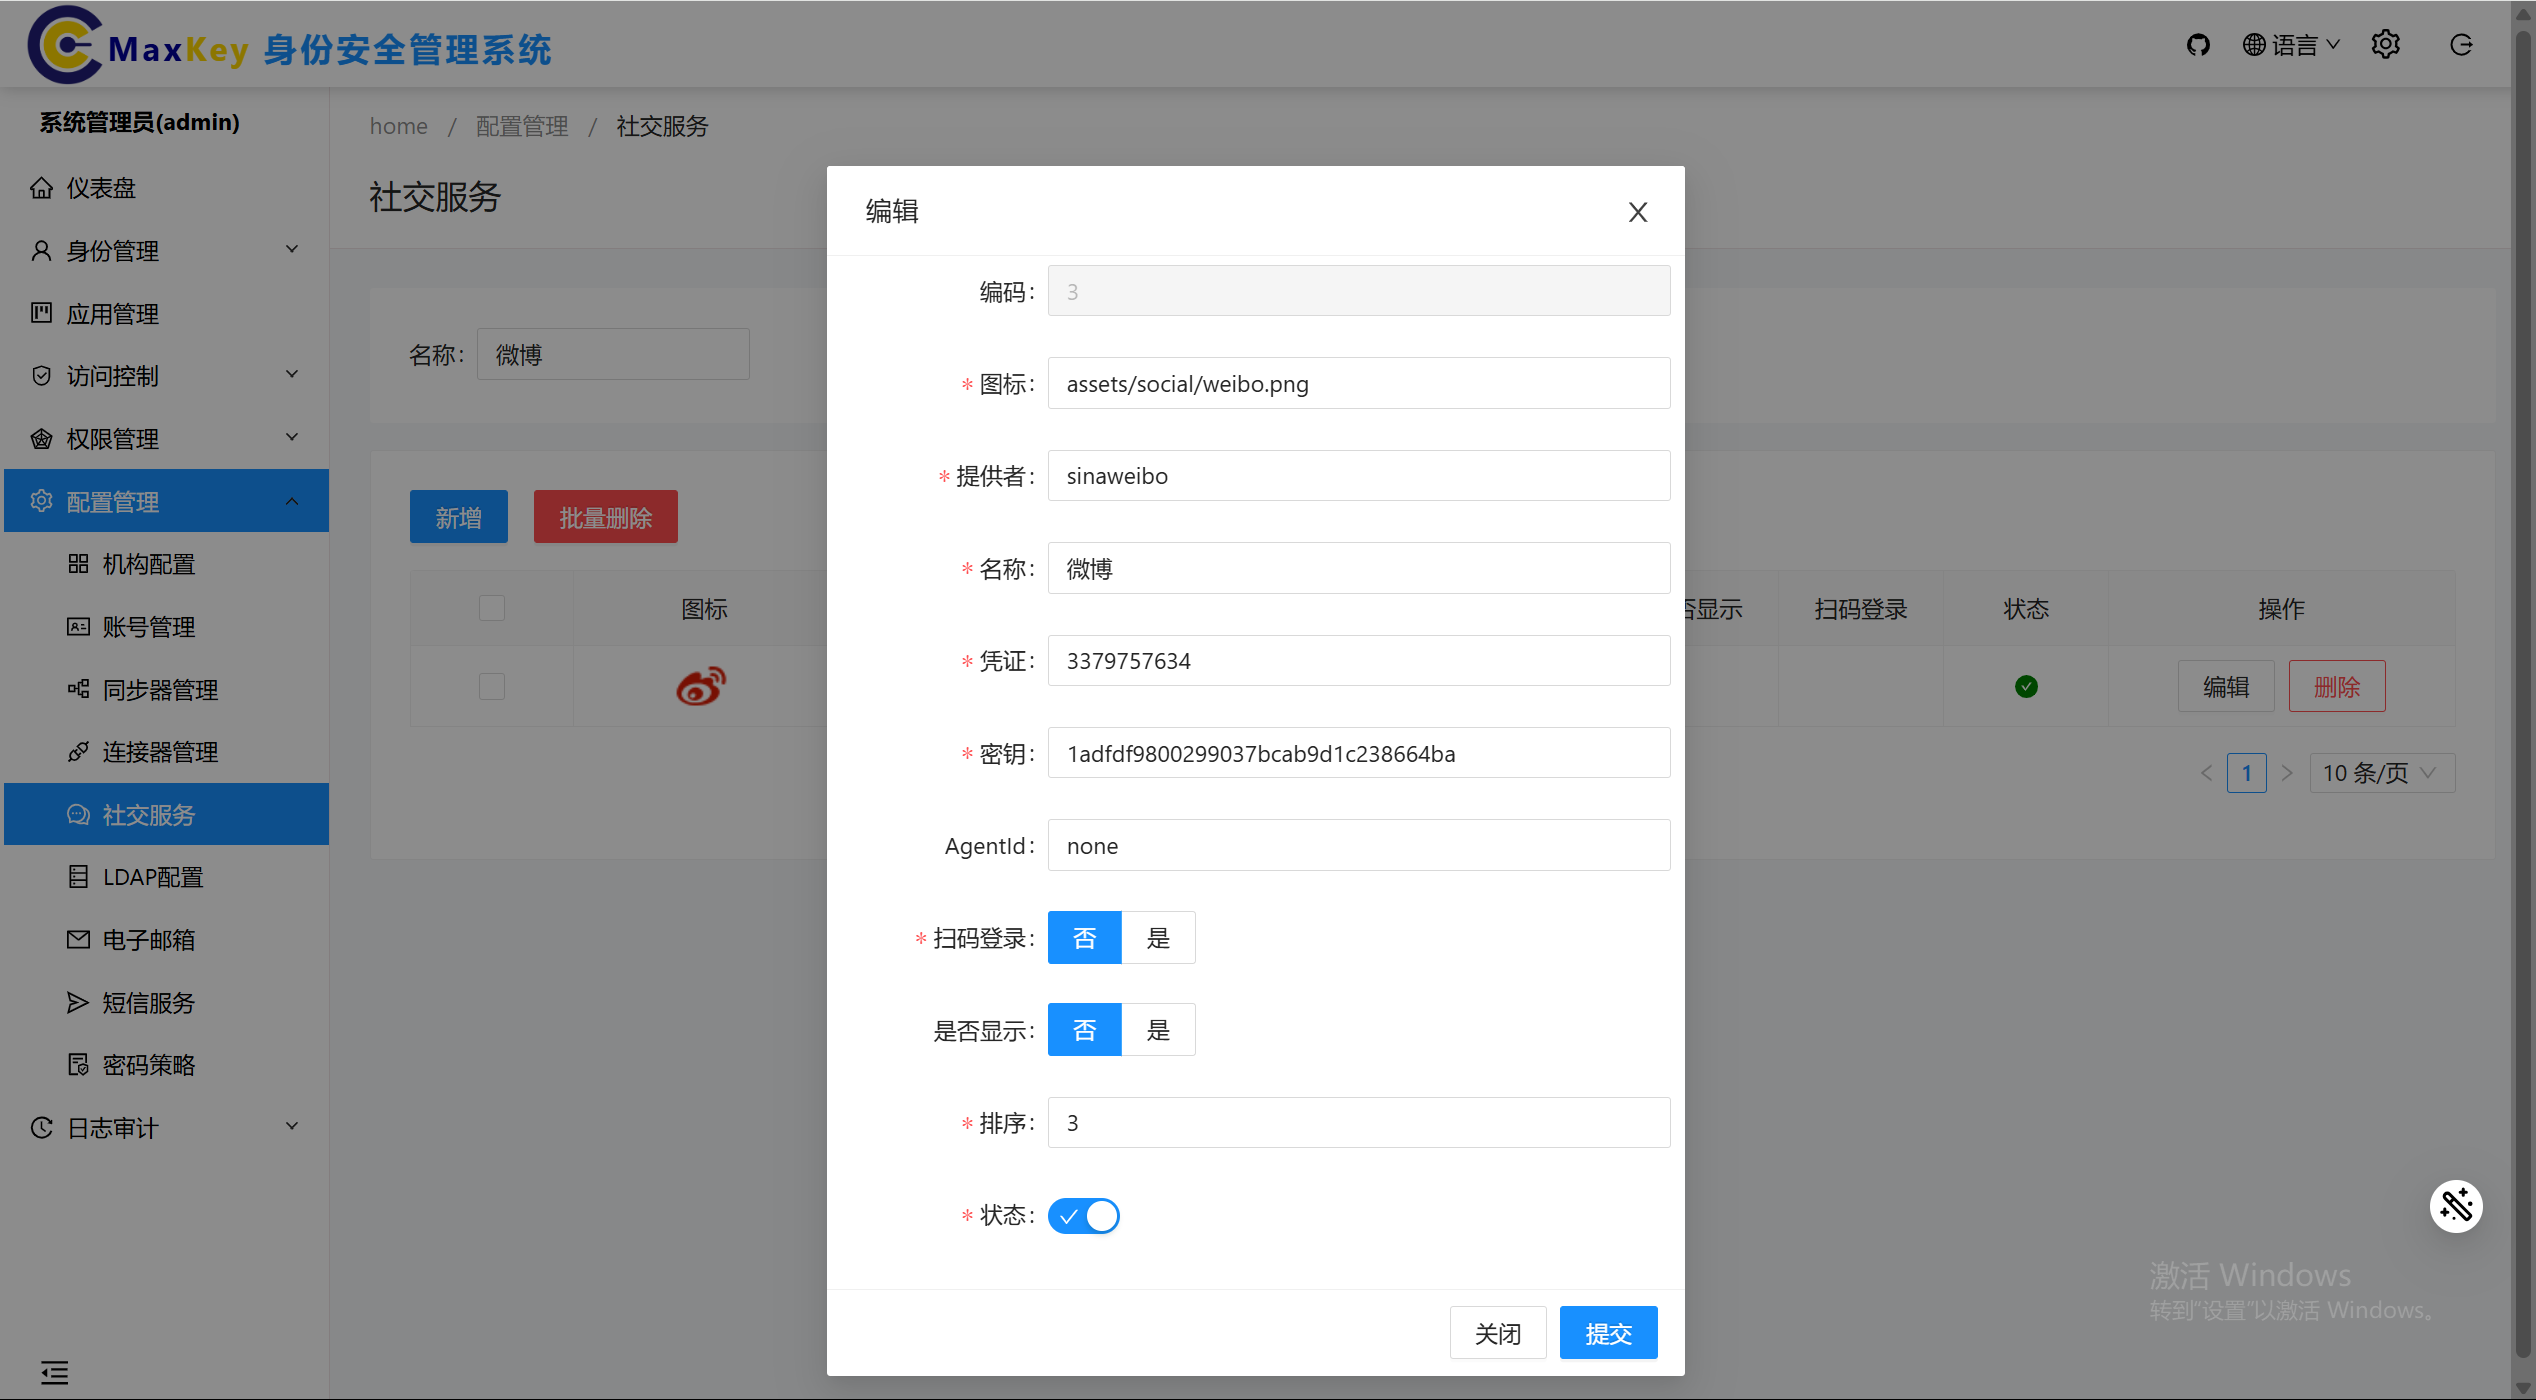 MaxKey 身份安全管理系统
语言
系统管理员(admin)
仪表盘
身份管理
应用管理
访问控制
权限管理
配置管理
机构配置
账号管理
同步器管理
连接器管理
社交服务
LDAP配置
电子邮箱
短信服务
密码策略
日志审计
home / 配置管理 / 社交服务
社交服务
名称: 微博
新增 批量删除
图标 否显示 扫码登录 状态 操作
编辑 删除
1 10 条/页
编辑
编码: 3
* 图标: assets/social/weibo.png
* 提供者: sinaweibo
* 名称: 微博
* 凭证: 3379757634
* 密钥: 1adfdf9800299037bcab9d1c238664ba
AgentId: none
* 扫码登录: 否 是
是否显示: 否 是
* 排序: 3
* 状态:
关闭 提交
激活 Windows
转到"设置"以激活 Windows。